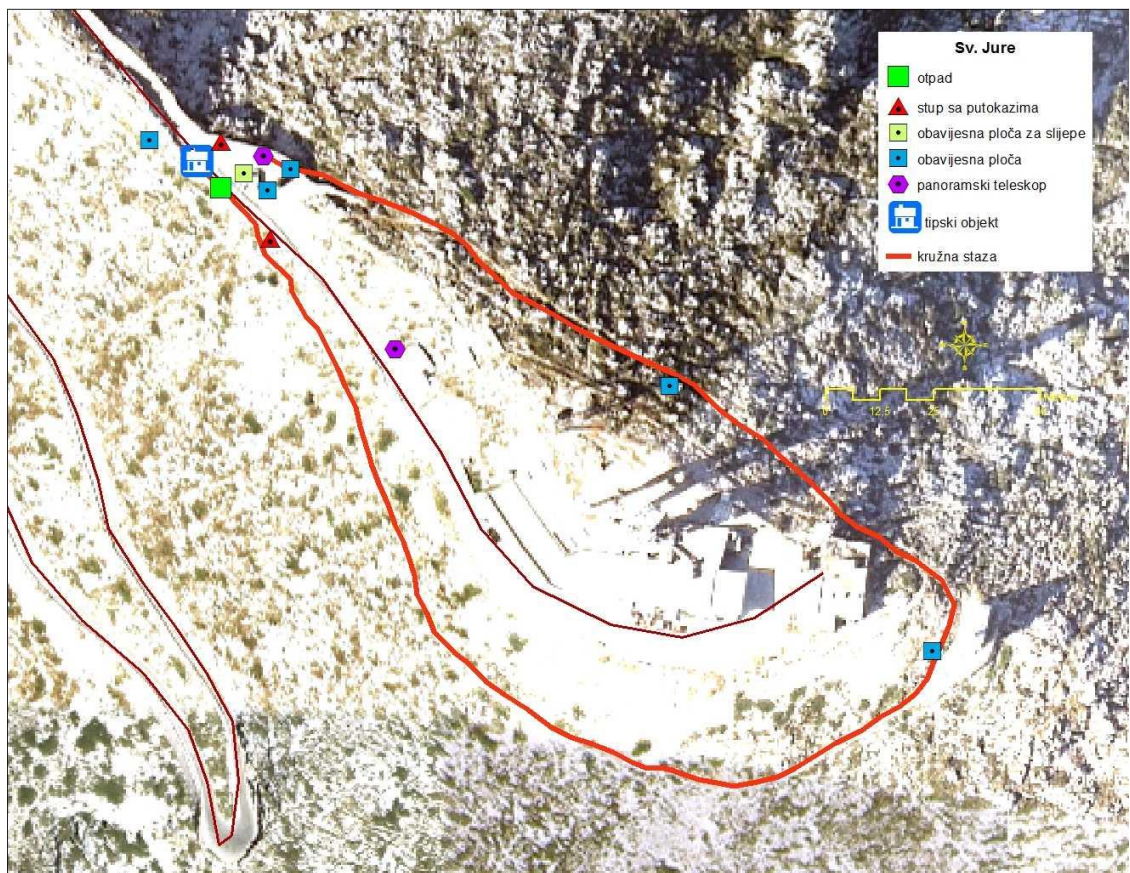 Sv. Jure
otpad
stup sa putokazima
obavijesna ploča za slijepe
obavijesna ploča
panoramski teleskop
tipski objekt
kružna staza
0 12.5 25